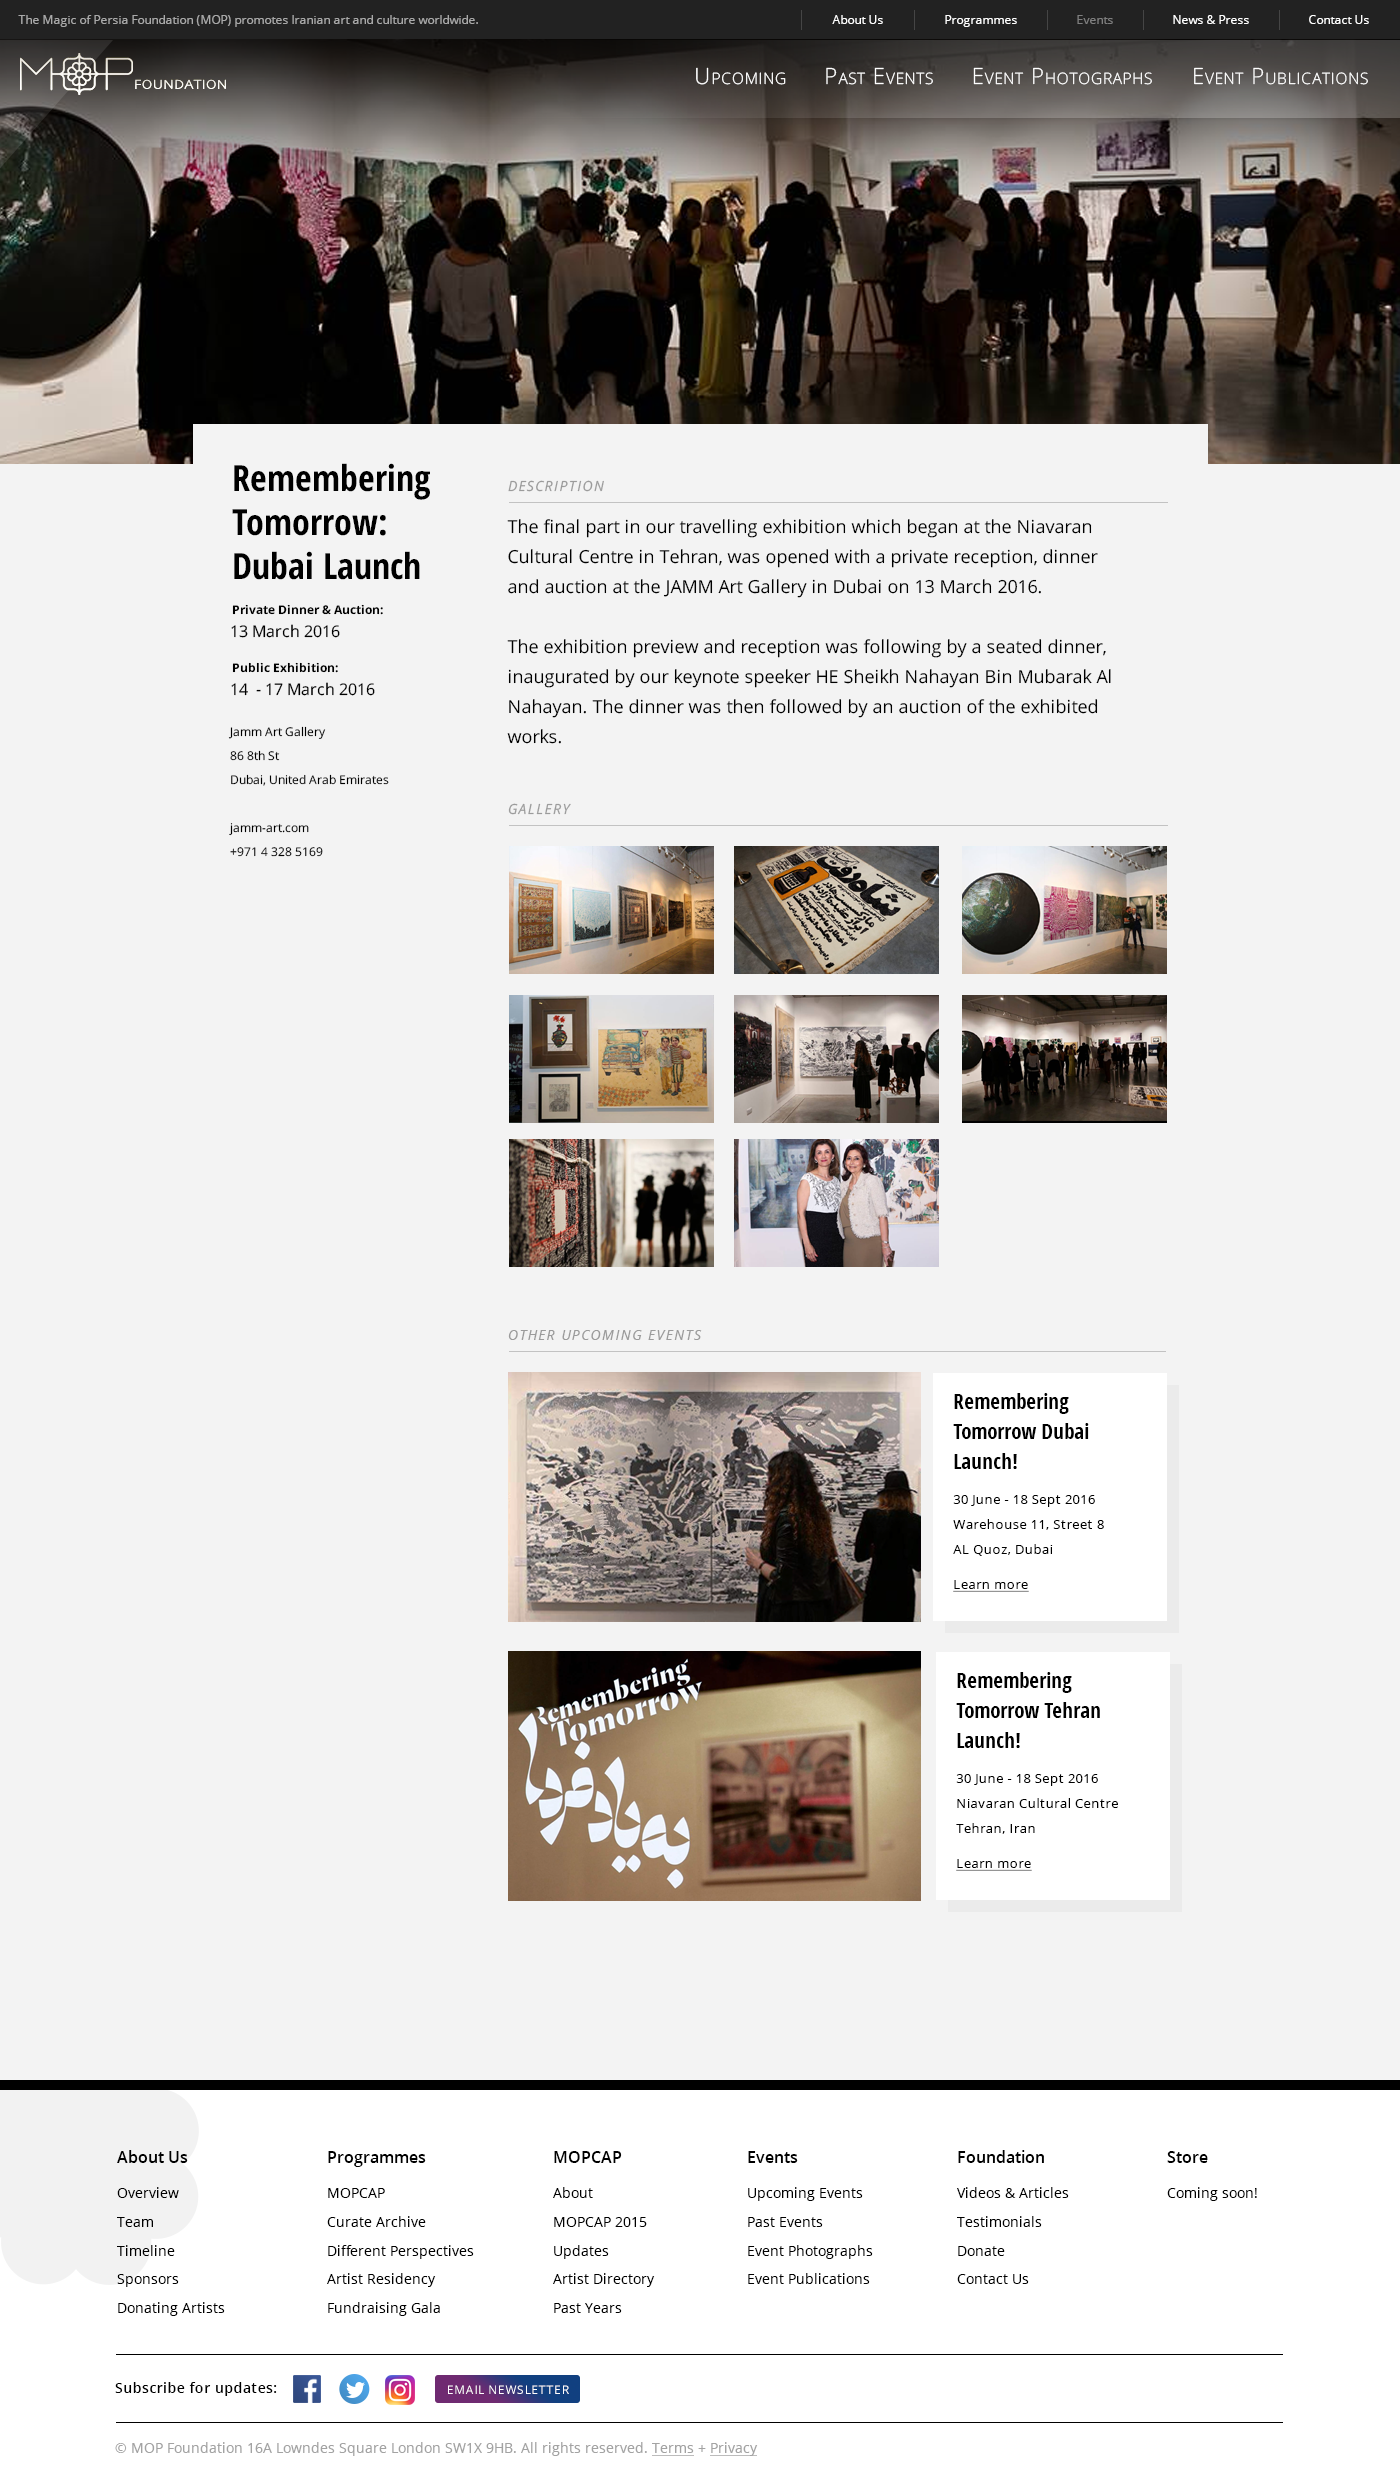 The Magic of Persia Foundation (MOP) promotes Iranian art and culture worldwide.
About Us
Programmes
Events
News & Press
Contact Us
MOP FOUNDATION
Upcoming
Past Events
Event Photographs
Event Publications
Remembering
Tomorrow:
Dubai Launch
Private Dinner & Auction:
13 March 2016
Public Exhibition:
14 - 17 March 2016
Jamm Art Gallery
86 8th St
Dubai, United Arab Emirates
jamm-art.com
+971 4 328 5169
DESCRIPTION
The final part in our travelling exhibition which began at the Niavaran
Cultural Centre in Tehran, was opened with a private reception, dinner
and auction at the JAMM Art Gallery in Dubai on 13 March 2016.
The exhibition preview and reception was following by a seated dinner,
inaugurated by our keynote speeker HE Sheikh Nahayan Bin Mubarak Al
Nahayan. The dinner was then followed by an auction of the exhibited
works.
GALLERY
شاه رفت
OTHER UPCOMING EVENTS
Remembering
Tomorrow Dubai
Launch!
30 June - 18 Sept 2016
Warehouse 11, Street 8
AL Quoz, Dubai
Learn more
Remembering
Tomorrow
به یاد فردا
Remembering
Tomorrow Tehran
Launch!
30 June - 18 Sept 2016
Niavaran Cultural Centre
Tehran, Iran
Learn more
About Us
Overview
Team
Timeline
Sponsors
Donating Artists
Programmes
MOPCAP
Curate Archive
Different Perspectives
Artist Residency
Fundraising Gala
MOPCAP
About
MOPCAP 2015
Updates
Artist Directory
Past Years
Events
Upcoming Events
Past Events
Event Photographs
Event Publications
Foundation
Videos & Articles
Testimonials
Donate
Contact Us
Store
Coming soon!
Subscribe for updates:
EMAIL NEWSLETTER
© MOP Foundation 16A Lowndes Square London SW1X 9HB. All rights reserved. Terms + Privacy